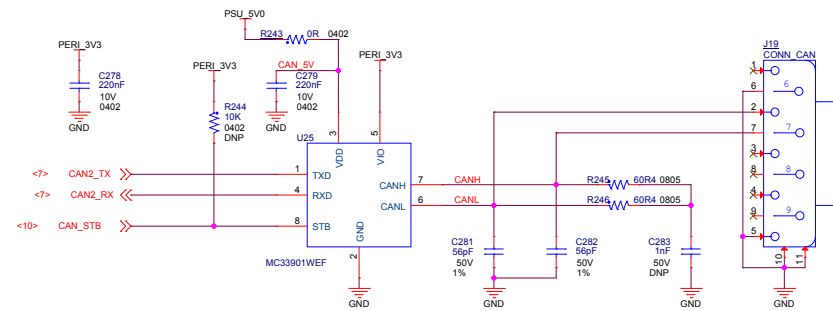 PSU_5V0
R243
0R
0402
PERI_3V3
C278
220nF
10V
0402
GND
PERI_3V3
R244
10K
0402
DNP
CAN_5V
C279
220nF
10V
0402
GND
PERI_3V3
U25
3
5
VDD
VIO
<7>
CAN2_TX
1
TXD
<7>
CAN2_RX
4
RXD
<10>
CAN_STB
8
STB
CANH
7
CANH
CANL
6
CANL
GND
2
MC33901WEF
GND
R245
60R4
0805
R246
60R4
0805
C281
56pF
50V
1%
C282
56pF
50V
1%
C283
1nF
50V
DNP
GND
GND
J19
CONN_CAN
1
6
6
2
7
7
3
8
8
4
9
9
5
10
11
GND